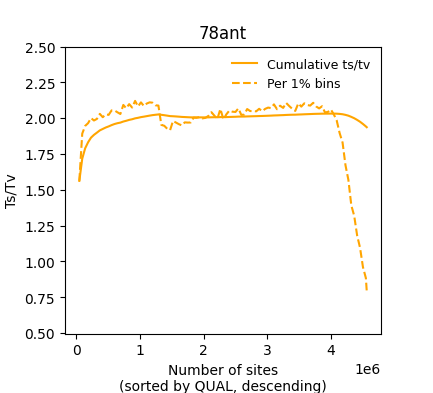 78ant
2.50
2.25
2.00
1.75
1.50
1.25
1.00
0.75
0.50
Ts/Tv
Cumulative ts/tv
Per 1% bins
0 1 2 3 4
1e6
Number of sites
(sorted by QUAL, descending)